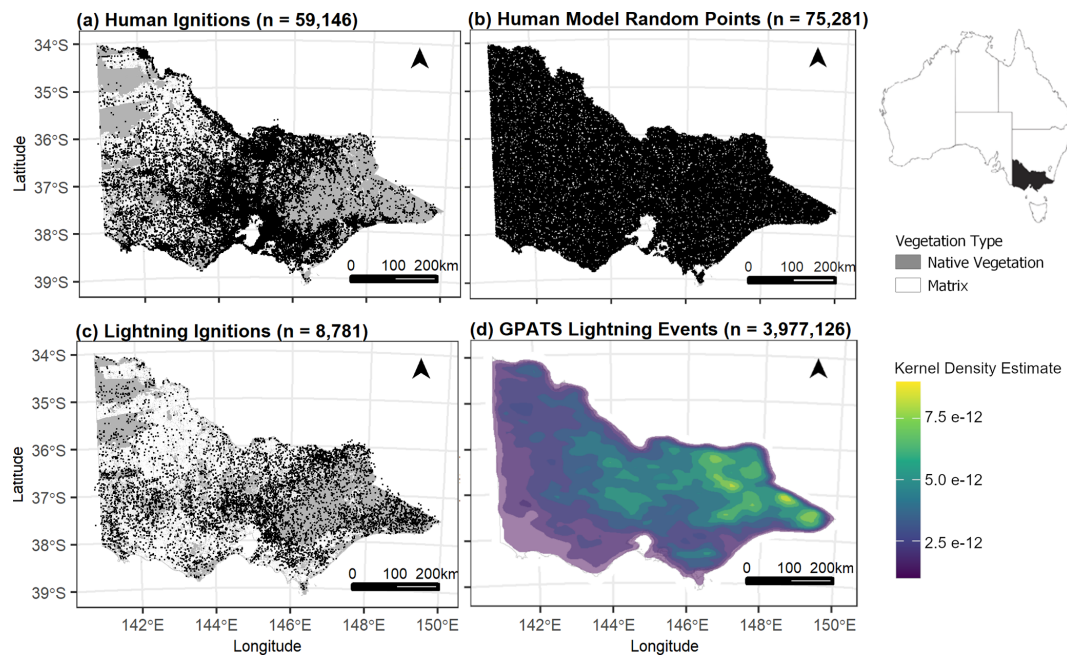 (a) Human Ignitions (n = 59,146)
(b) Human Model Random Points (n = 75,281)
34°S
35°S
36°S
37°S
38°S
39°S
Latitude
0 100 200km
0 100 200km
Vegetation Type
Native Vegetation
Matrix
(c) Lightning Ignitions (n = 8,781)
(d) GPATS Lightning Events (n = 3,977,126)
34°S
35°S
36°S
37°S
38°S
39°S
Latitude
0 100 200km
0 100 200km
Kernel Density Estimate
7.5 e-12
5.0 e-12
2.5 e-12
142°E 144°E 146°E 148°E 150°E
142°E 144°E 146°E 148°E 150°E
Longitude
Longitude